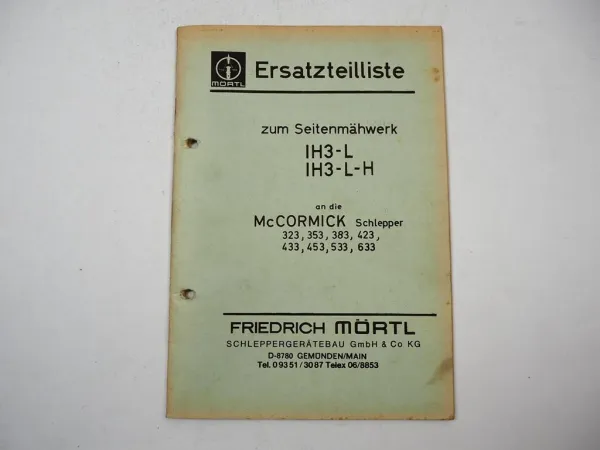 MÖRTL
Ersatzteilliste
zum Seitenmähwerk
IH3-L
IH3-L-H
an die
McCORMICK Schlepper
323, 353, 383, 423,
433, 453, 533, 633
FRIEDRICH MÖRTL
SCHLEPPERGERÄTEBAU GmbH & Co KG
D-8780 GEMÜNDEN/MAIN
Tel. 09351/3087 Telex 06/8853